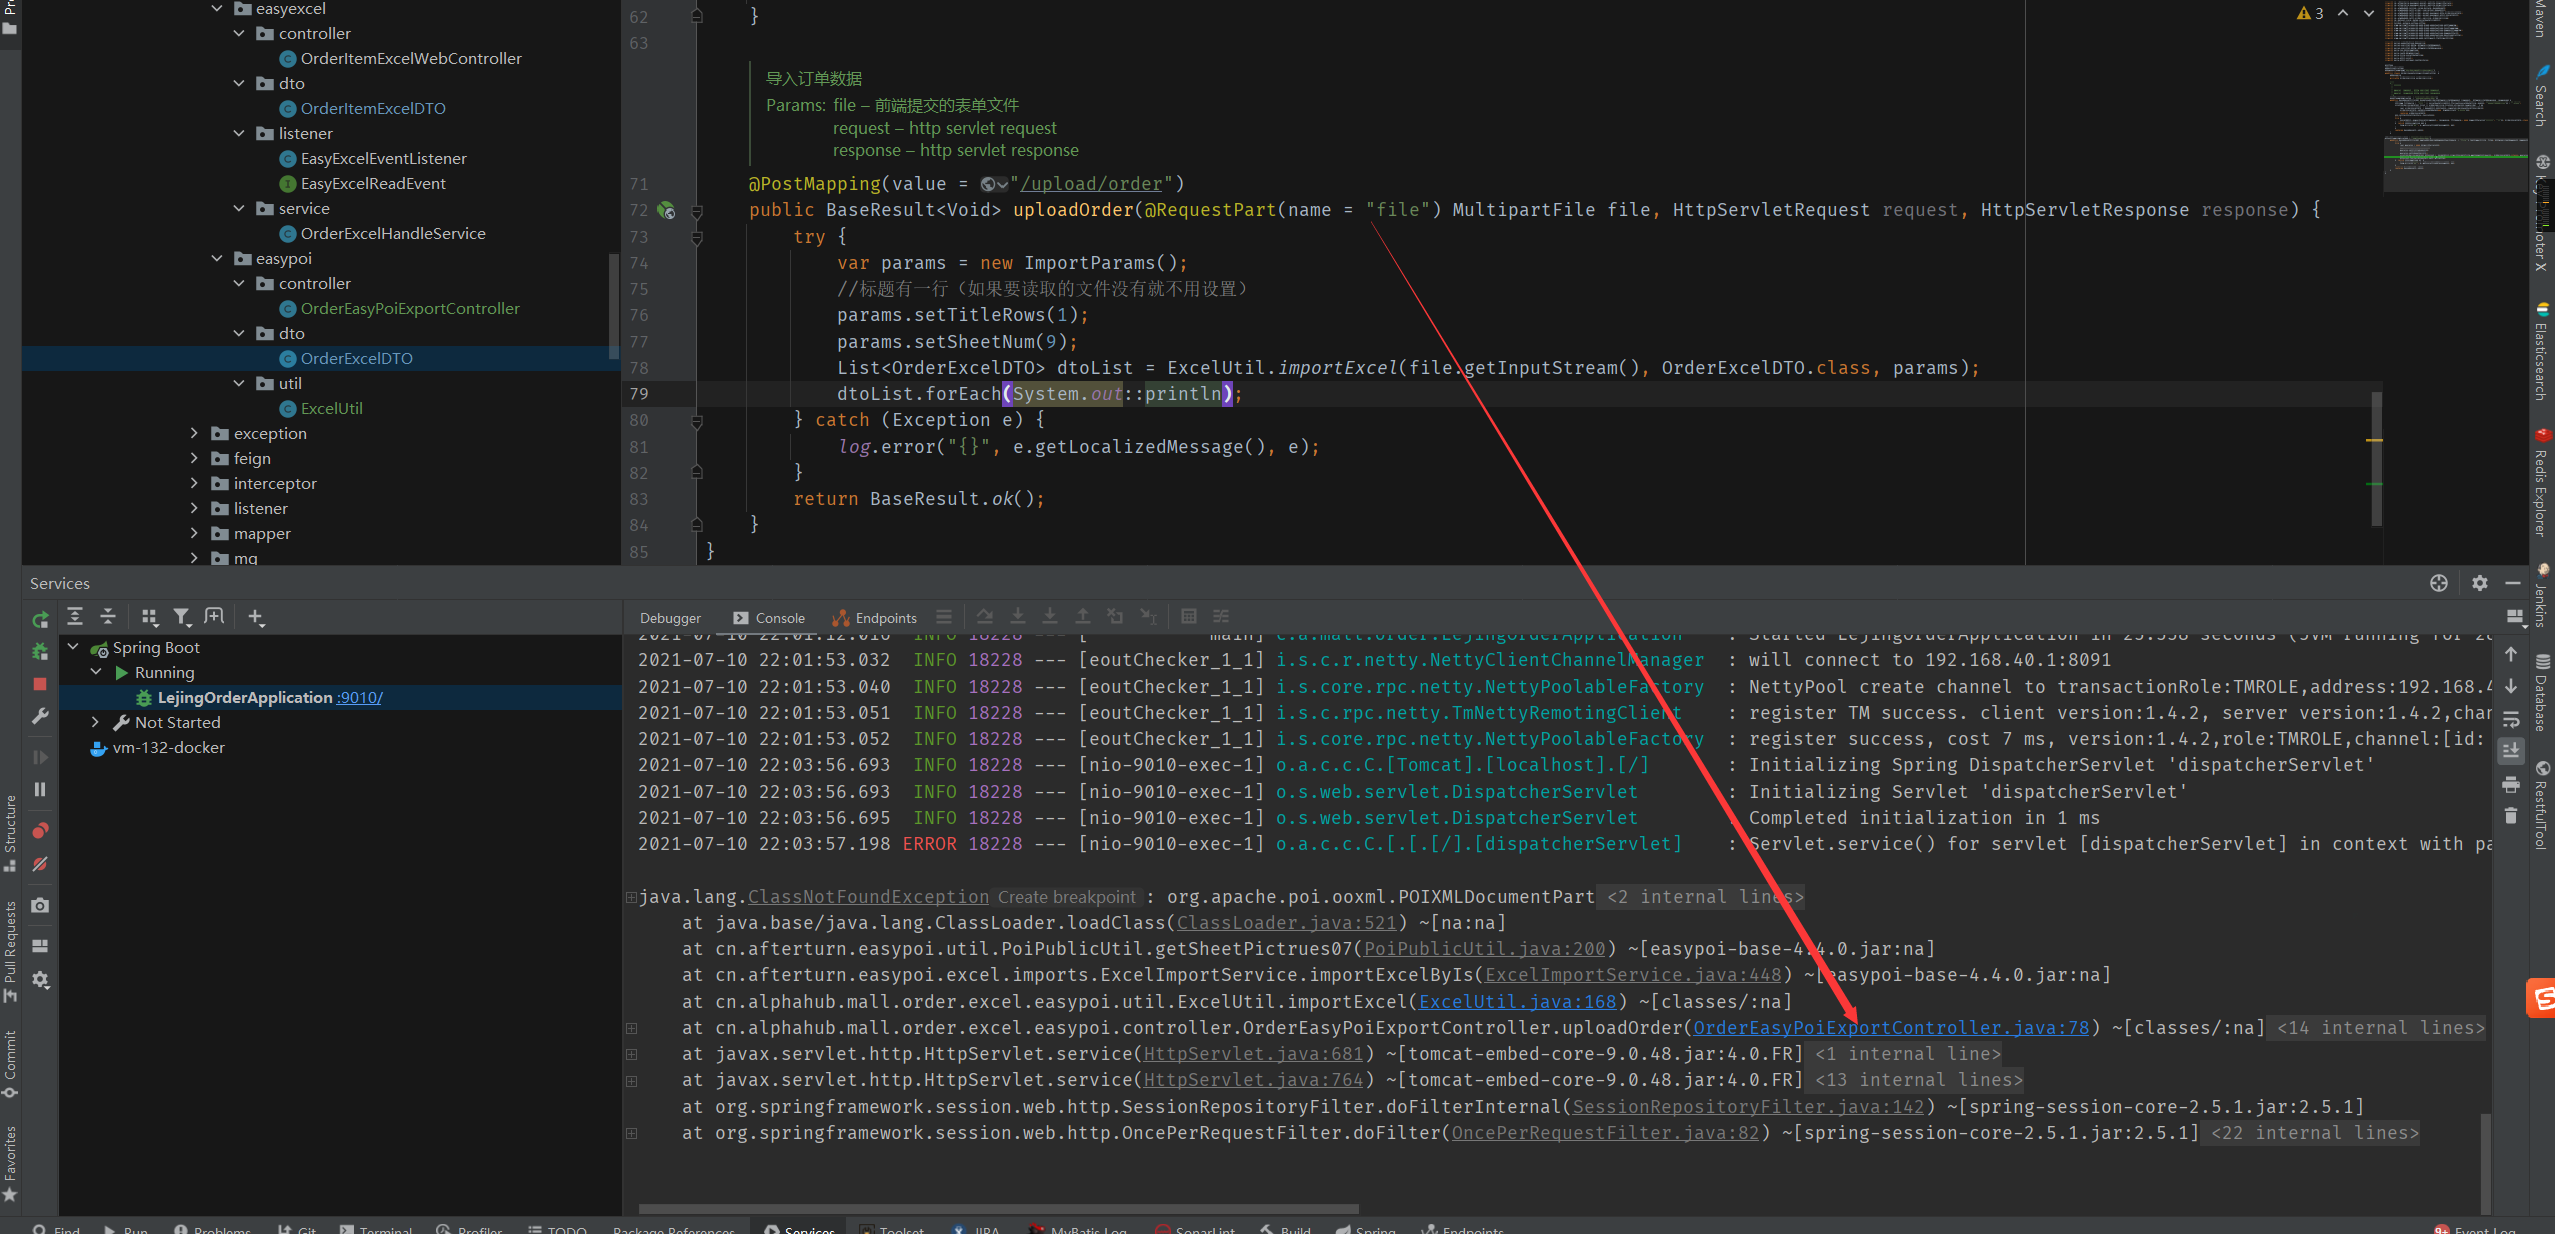 easyexcel
controller
OrderItemExcelWebController
dto
OrderItemExcelDTO
listener
EasyExcelEventListener
EasyExcelReadEvent
service
OrderExcelHandleService
easypoi
controller
OrderEasyPoiExportController
dto
OrderExcelDTO
util
ExcelUtil
exception
feign
interceptor
listener
mapper
mq
62 }
63
导入订单数据
Params: file – 前端提交的表单文件
request – http servlet request
response – http servlet response
71 @PostMapping(value = "/upload/order")
72 public BaseResult<Void> uploadOrder(@RequestPart(name = "file") MultipartFile file, HttpServletRequest request, HttpServletResponse response) {
73 try {
74 var params = new ImportParams();
75 //标题有一行（如果要读取的文件没有就不用设置）
76 params.setTitleRows(1);
77 params.setSheetNum(9);
78 List<OrderExcelDTO> dtoList = ExcelUtil.importExcel(file.getInputStream(), OrderExcelDTO.class, params);
79 dtoList.forEach(System.out::println);
80 } catch (Exception e) {
81 log.error("{}", e.getLocalizedMessage(), e);
82 }
83 return BaseResult.ok();
84 }
85 }
3
Maven
Search
Elasticsearch
Redis Explorer
Jenkins
Database
RestfulTool
Structure
Pull Requests
Commit
Favorites
Services
Spring Boot
Running
LejingOrderApplication :9010/
Not Started
vm-132-docker
Debugger Console Endpoints
2021-07-10 22:01:12.016 INFO 18228 --- [ main] c.a.mall.order.LejingOrderApplication : Started LejingOrderApplication in
2021-07-10 22:01:53.032 INFO 18228 --- [eoutChecker_1_1] i.s.c.r.netty.NettyClientChannelManager : will connect to 192.168.40.1:8091
2021-07-10 22:01:53.040 INFO 18228 --- [eoutChecker_1_1] i.s.core.rpc.netty.NettyPoolableFactory : NettyPool create channel to transactionRole:TMROLE,address:192.168.4
2021-07-10 22:01:53.051 INFO 18228 --- [eoutChecker_1_1] i.s.c.rpc.netty.TmNettyRemotingClient : register TM success. client version:1.4.2, server version:1.4.2,chan
2021-07-10 22:01:53.052 INFO 18228 --- [eoutChecker_1_1] i.s.core.rpc.netty.NettyPoolableFactory : register success, cost 7 ms, version:1.4.2,role:TMROLE,channel:[id:
2021-07-10 22:03:56.693 INFO 18228 --- [nio-9010-exec-1] o.a.c.c.C.[Tomcat].[localhost].[/] : Initializing Spring DispatcherServlet 'dispatcherServlet'
2021-07-10 22:03:56.693 INFO 18228 --- [nio-9010-exec-1] o.s.web.servlet.DispatcherServlet : Initializing Servlet 'dispatcherServlet'
2021-07-10 22:03:56.695 INFO 18228 --- [nio-9010-exec-1] o.s.web.servlet.DispatcherServlet : Completed initialization in 1 ms
2021-07-10 22:03:57.198 ERROR 18228 --- [nio-9010-exec-1] o.a.c.c.C.[.[.[/].[dispatcherServlet] : Servlet.service() for servlet [dispatcherServlet] in context with pa
java.lang.ClassNotFoundException Create breakpoint : org.apache.poi.ooxml.POIXMLDocumentPart <2 internal lines>
at java.base/java.lang.ClassLoader.loadClass(ClassLoader.java:521) ~[na:na]
at cn.afterturn.easypoi.util.PoiPublicUtil.getSheetPictrues07(PoiPublicUtil.java:200) ~[easypoi-base-4.4.0.jar:na]
at cn.afterturn.easypoi.excel.imports.ExcelImportService.importExcelByIs(ExcelImportService.java:448) ~[easypoi-base-4.4.0.jar:na]
at cn.alphahub.mall.order.excel.easypoi.util.ExcelUtil.importExcel(ExcelUtil.java:168) ~[classes/:na]
at cn.alphahub.mall.order.excel.easypoi.controller.OrderEasyPoiExportController.uploadOrder(OrderEasyPoiExportController.java:78) ~[classes/:na] <14 internal lines>
at javax.servlet.http.HttpServlet.service(HttpServlet.java:681) ~[tomcat-embed-core-9.0.48.jar:4.0.FR] <1 internal line>
at javax.servlet.http.HttpServlet.service(HttpServlet.java:764) ~[tomcat-embed-core-9.0.48.jar:4.0.FR] <13 internal lines>
at org.springframework.session.web.http.SessionRepositoryFilter.doFilterInternal(SessionRepositoryFilter.java:142) ~[spring-session-core-2.5.1.jar:2.5.1]
at org.springframework.session.web.http.OncePerRequestFilter.doFilter(OncePerRequestFilter.java:82) ~[spring-session-core-2.5.1.jar:2.5.1] <22 internal lines>
Find Run Problems Git Terminal Profiler TODO Package References Services Toolset JIRA MyBatis Log SonarLint Build Spring Endpoints Event Log